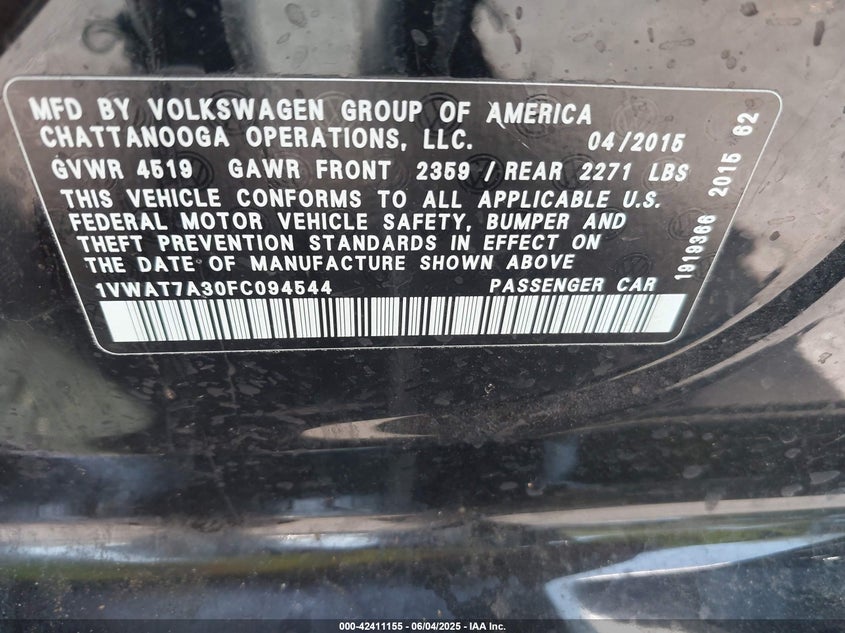 MFD BY VOLKSWAGEN GROUP OF AMERICA
CHATTANOOGA OPERATIONS, LLC. 04/2015
GVWR 4519 GAWR FRONT 2359 / REAR 2271 LBS
THIS VEHICLE CONFORMS TO ALL APPLICABLE U.S.
FEDERAL MOTOR VEHICLE SAFETY, BUMPER AND
THEFT PREVENTION STANDARDS IN EFFECT ON
THE DATE OF MANUFACTURE SHOWN ABOVE
1VWAT7A30FC094544 PASSENGER CAR
1919366 2015 62
000-42411155 - 06/04/2025 - IAA Inc.